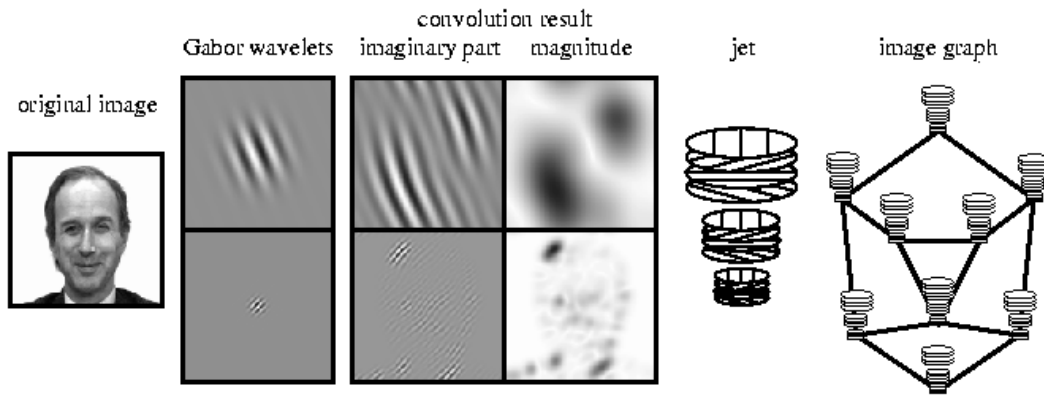 convolution result
Gabor wavelets imaginary part magnitude jet image graph
original image